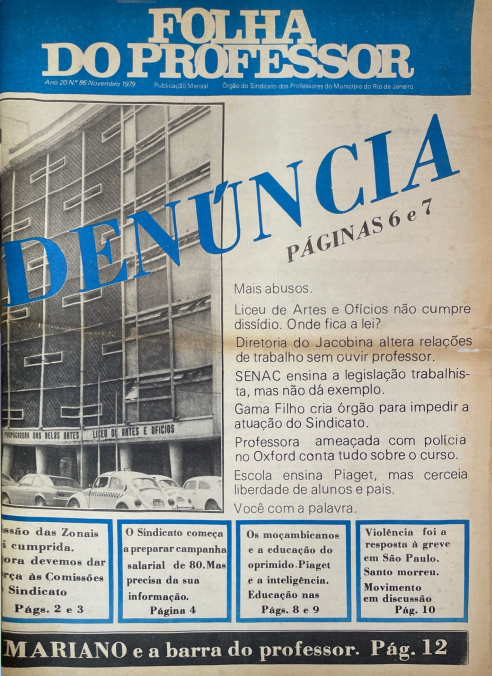 FOLHA
DO PROFESSOR
Ano 20 Nº 86 Novembro 1979 Publicação Mensal Órgão do Sindicato dos Professores do Município do Rio de Janeiro
DENÚNCIA
PÁGINAS 6 e 7
Mais abusos.
Liceu de Artes e Ofícios não cumpre
dissídio. Onde fica a lei?
Diretoria do Jacobina altera relações
de trabalho sem ouvir professor.
SENAC ensina a legislação trabalhis-
ta, mas não dá exemplo.
Gama Filho cria órgão para impedir a
atuação do Sindicato.
Professora ameaçada com polícia
no Oxford conta tudo sobre o curso.
Escola ensina Piaget, mas cerceia
liberdade de alunos e pais.
Você com a palavra.
DAS BELAS ARTES LICEU DE ARTES E OFÍCIOS
ssão das Zonais
i cumprida.
ora devemos dar
rça às Comissões
Sindicato
Págs. 2 e 3
O Sindicato começa
a preparar campanha
salarial de 80.Mas
precisa da sua
informação.
Página 4
Os moçambicanos
e a educação do
oprimido.Piaget
e a inteligência.
Educação nas
Págs. 8 e 9
Violência foi a
resposta à greve
em São Paulo.
Santo morreu.
Movimento
em discussão
Pág. 10
MARIANO e a barra do professor. Pág. 12